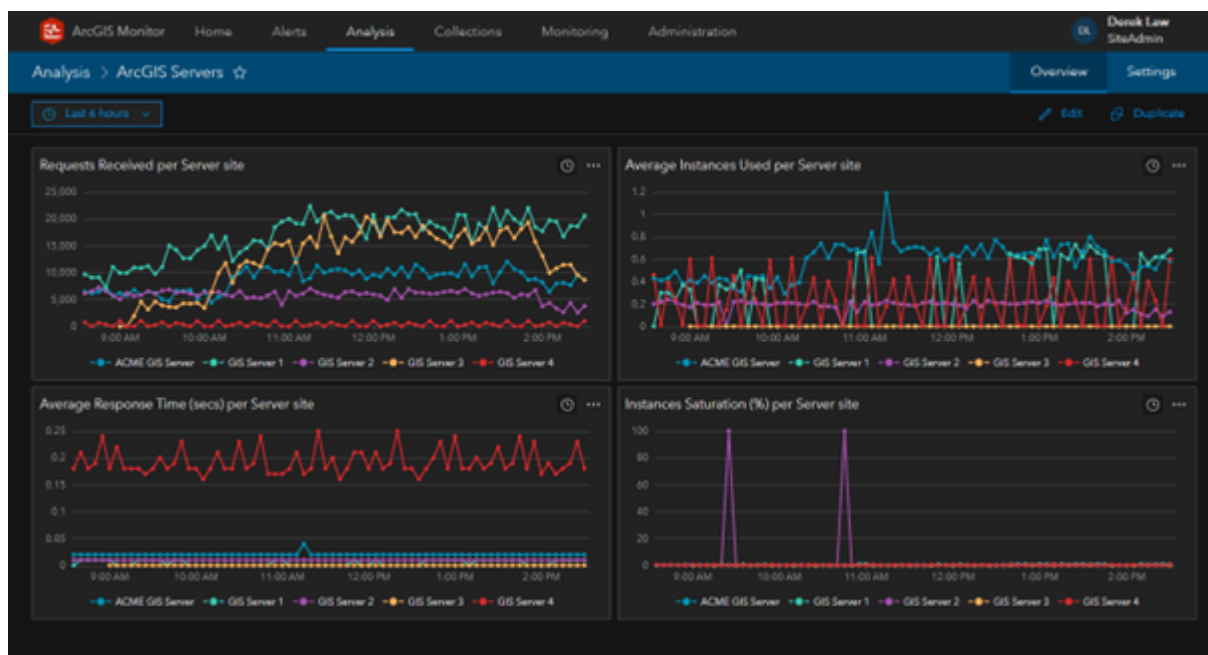 ArcGIS Monitor Home Alerts Analysis Collections Monitoring Administration DL Derek Law
SiteAdmin
Analysis > ArcGIS Servers Overview Settings
Last 6 hours Edit Duplicate
Requests Received per Server site
25,000
20,000
15,000
10,000
5,000
0
9:00 AM 10:00 AM 11:00 AM 12:00 PM 1:00 PM 2:00 PM
ACME GIS Server GIS Server 1 GIS Server 2 GIS Server 3 GIS Server 4
Average Instances Used per Server site
1.2
1
0.8
0.6
0.4
0.2
0
9:00 AM 10:00 AM 11:00 AM 12:00 PM 1:00 PM 2:00 PM
ACME GIS Server GIS Server 1 GIS Server 2 GIS Server 3 GIS Server 4
Average Response Time (secs) per Server site
0.25
0.2
0.15
0.1
0.05
0
9:00 AM 10:00 AM 11:00 AM 12:00 PM 1:00 PM 2:00 PM
ACME GIS Server GIS Server 1 GIS Server 2 GIS Server 3 GIS Server 4
Instances Saturation (%) per Server site
100
80
60
40
20
0
9:00 AM 10:00 AM 11:00 AM 12:00 PM 1:00 PM 2:00 PM
ACME GIS Server GIS Server 1 GIS Server 2 GIS Server 3 GIS Server 4